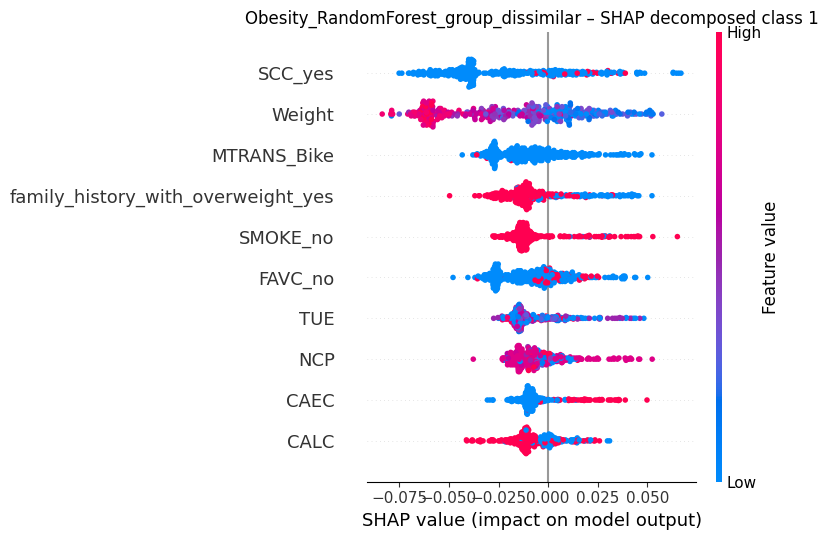 Obesity_RandomForest_group_dissimilar – SHAP decomposed class 1
High
SCC_yes
Weight
MTRANS_Bike
family_history_with_overweight_yes
SMOKE_no
FAVC_no
TUE
NCP
CAEC
CALC
Feature value
Low
−0.075 −0.050 −0.025 0.000 0.025 0.050
SHAP value (impact on model output)